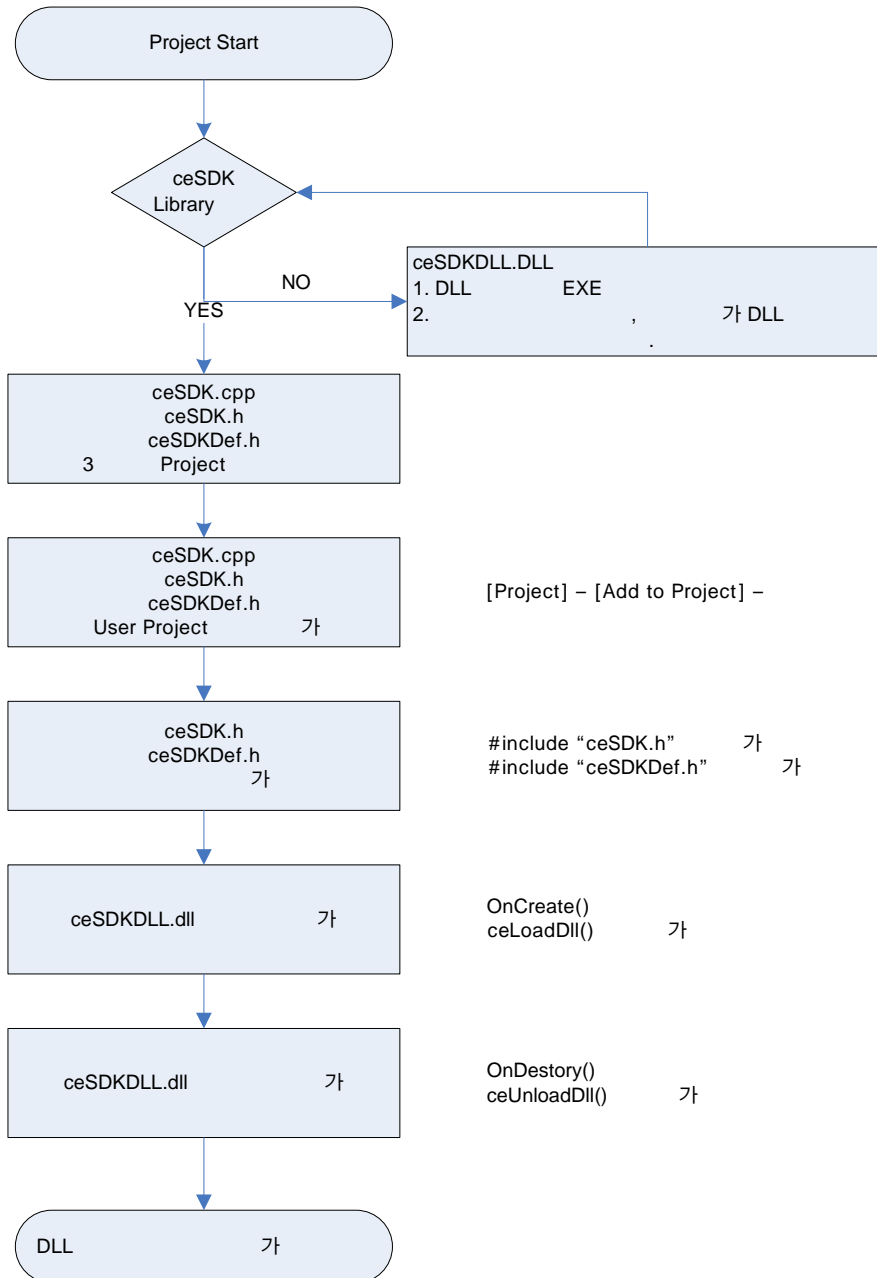 Project Start
ceSDK
Library
NO
YES
ceSDKDLL.DLL
1. DLL EXE
2. , 가 DLL
.
ceSDK.cpp
ceSDK.h
ceSDKDef.h
3 Project
ceSDK.cpp
ceSDK.h
ceSDKDef.h
User Project 가
[Project] – [Add to Project] –
ceSDK.h
ceSDKDef.h
가
#include “ceSDK.h” 가
#include “ceSDKDef.h” 가
ceSDKDLL.dll 가
OnCreate()
ceLoadDll() 가
ceSDKDLL.dll 가
OnDestory()
ceUnloadDll() 가
DLL 가